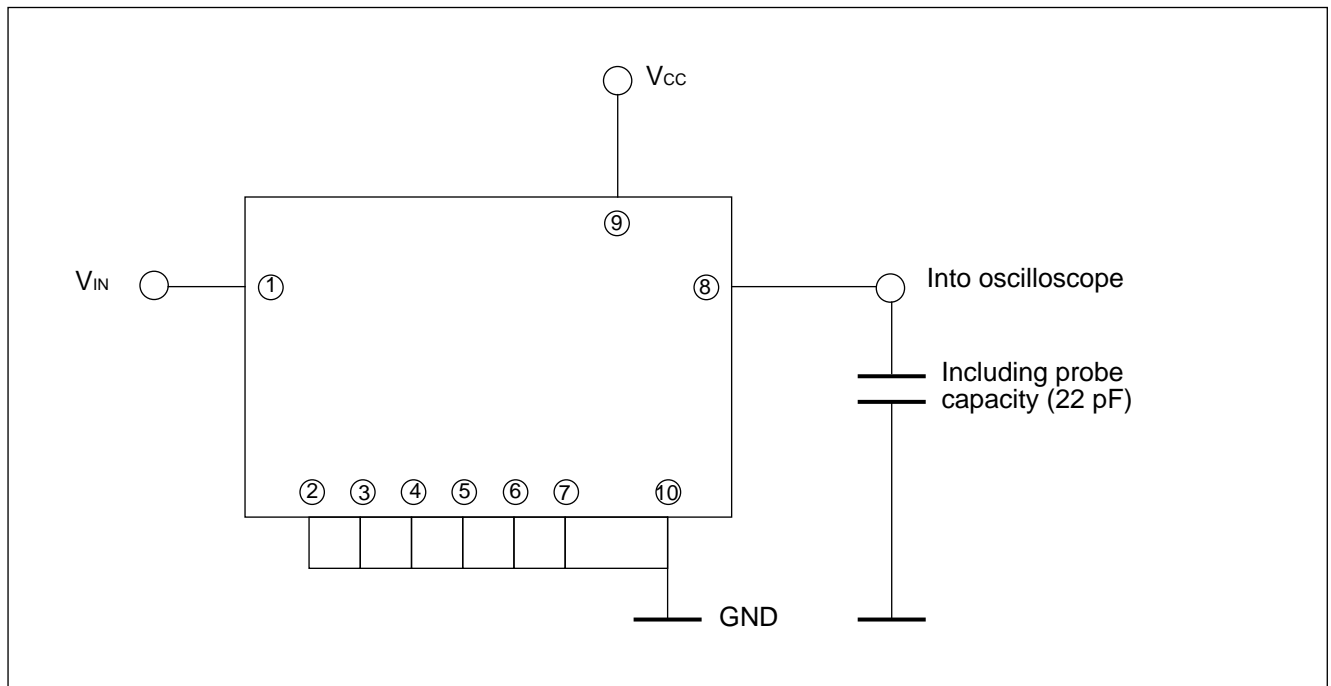 VCC
9
VIN
1
8
Into oscilloscope
Including probe
capacity (22 pF)
2 3 4 5 6 7 10
GND